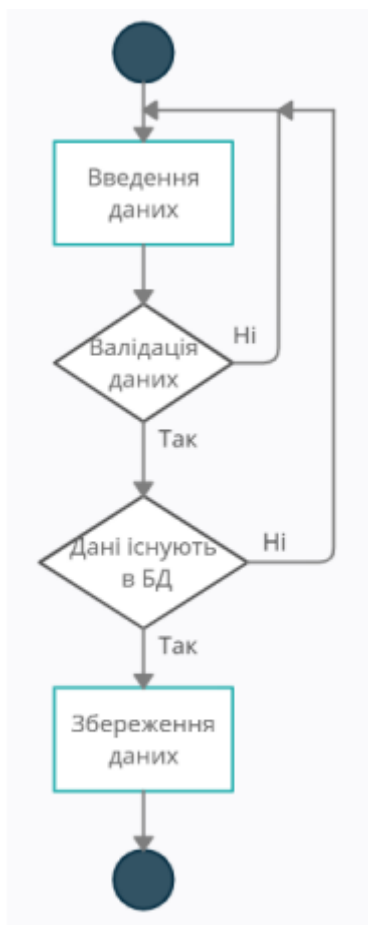 Введення
даних
Валідація
даних
Ні
Так
Дані існують
в БД
Ні
Так
Збереження
даних